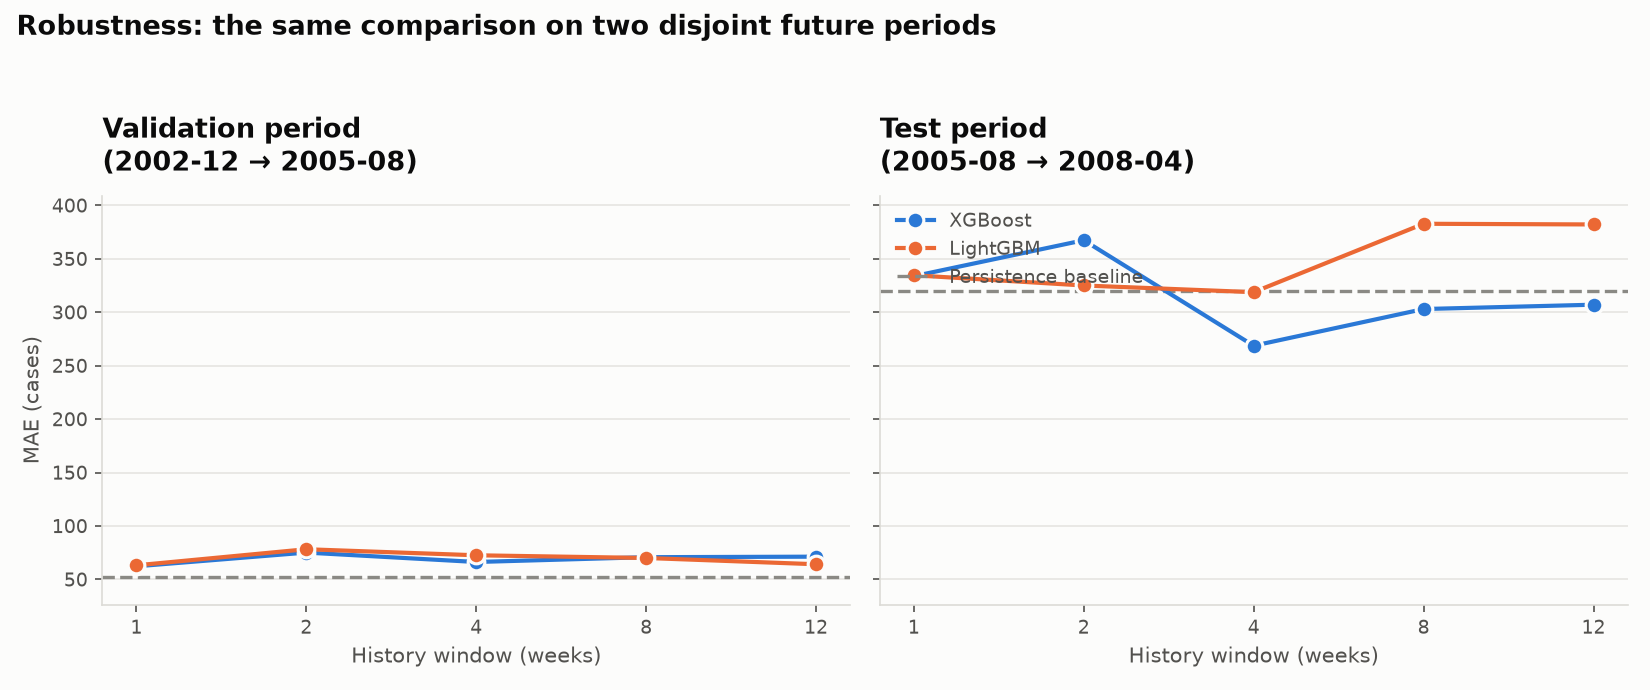 Robustness: the same comparison on two disjoint future periods
Validation period
(2002-12 → 2005-08)
MAE (cases)
400
350
300
250
200
150
100
50
1 2 4 8 12
History window (weeks)
Test period
(2005-08 → 2008-04)
XGBoost
LightGBM
Persistence baseline
1 2 4 8 12
History window (weeks)